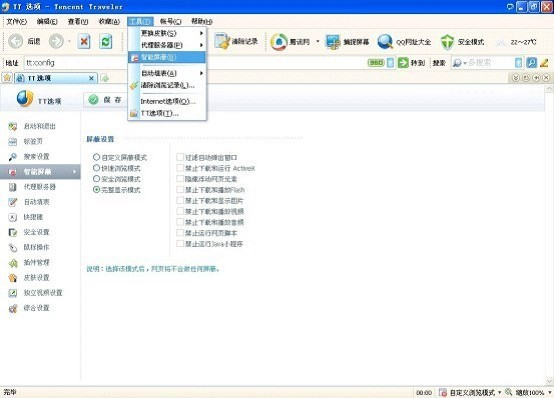 TT 选项 - Tencent Traveler
文件(F) 编辑(E) 查看(V) 收藏(A) 工具(T) 帐号(C) 帮助(H)
后退 清除记录 腾讯网 捕捉屏幕 QQ网址大全 安全模式 22~27℃
地址 tt:config 转到 搜索
TT 选项
更换皮肤(S)
代理服务器(P)
智能屏蔽(B)
自动填表(A)
清除浏览记录(L)...
Internet选项(O)...
TT选项(T)...
TT选项 保 存
启动和退出
标签页
搜索设置
智能屏蔽
代理服务器
自动填表
快捷键
安全设置
鼠标操作
插件管理
皮肤设置
独立视频设置
综合设置
屏蔽设置
自定义屏蔽模式
快速浏览模式
安全浏览模式
完整显示模式
过滤自动弹出窗口
禁止下载和运行 ActiveX
隐藏浮动网页元素
禁止下载和播放Flash
禁止下载和显示图片
禁止下载和播放视频
禁止下载和播放音频
禁止运行网页脚本
禁止运行Java小程序
说明：选择该模式后，网页将不会被任何屏蔽。
完毕 00:00 自定义浏览模式 缩放100%